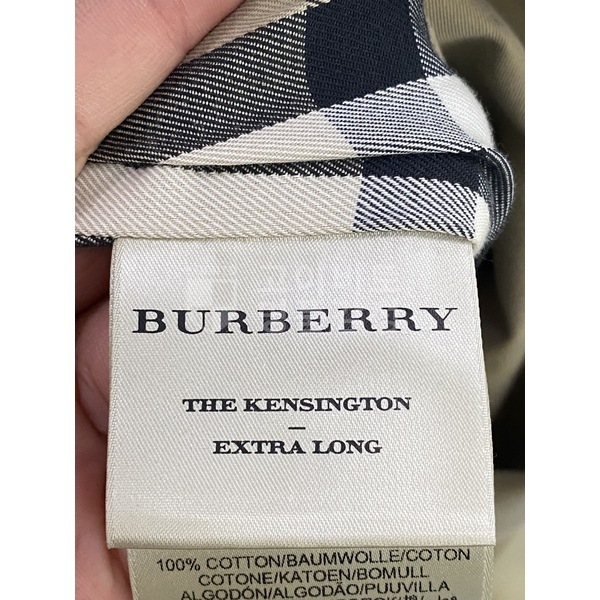 BURBERRY
THE KENSINGTON
–
EXTRA LONG
100% COTTON/BAUMWOLLE/COTON
COTONE/KATOEN/BOMULL
ALGODÓN/ALGODÃO/PUUVILLA